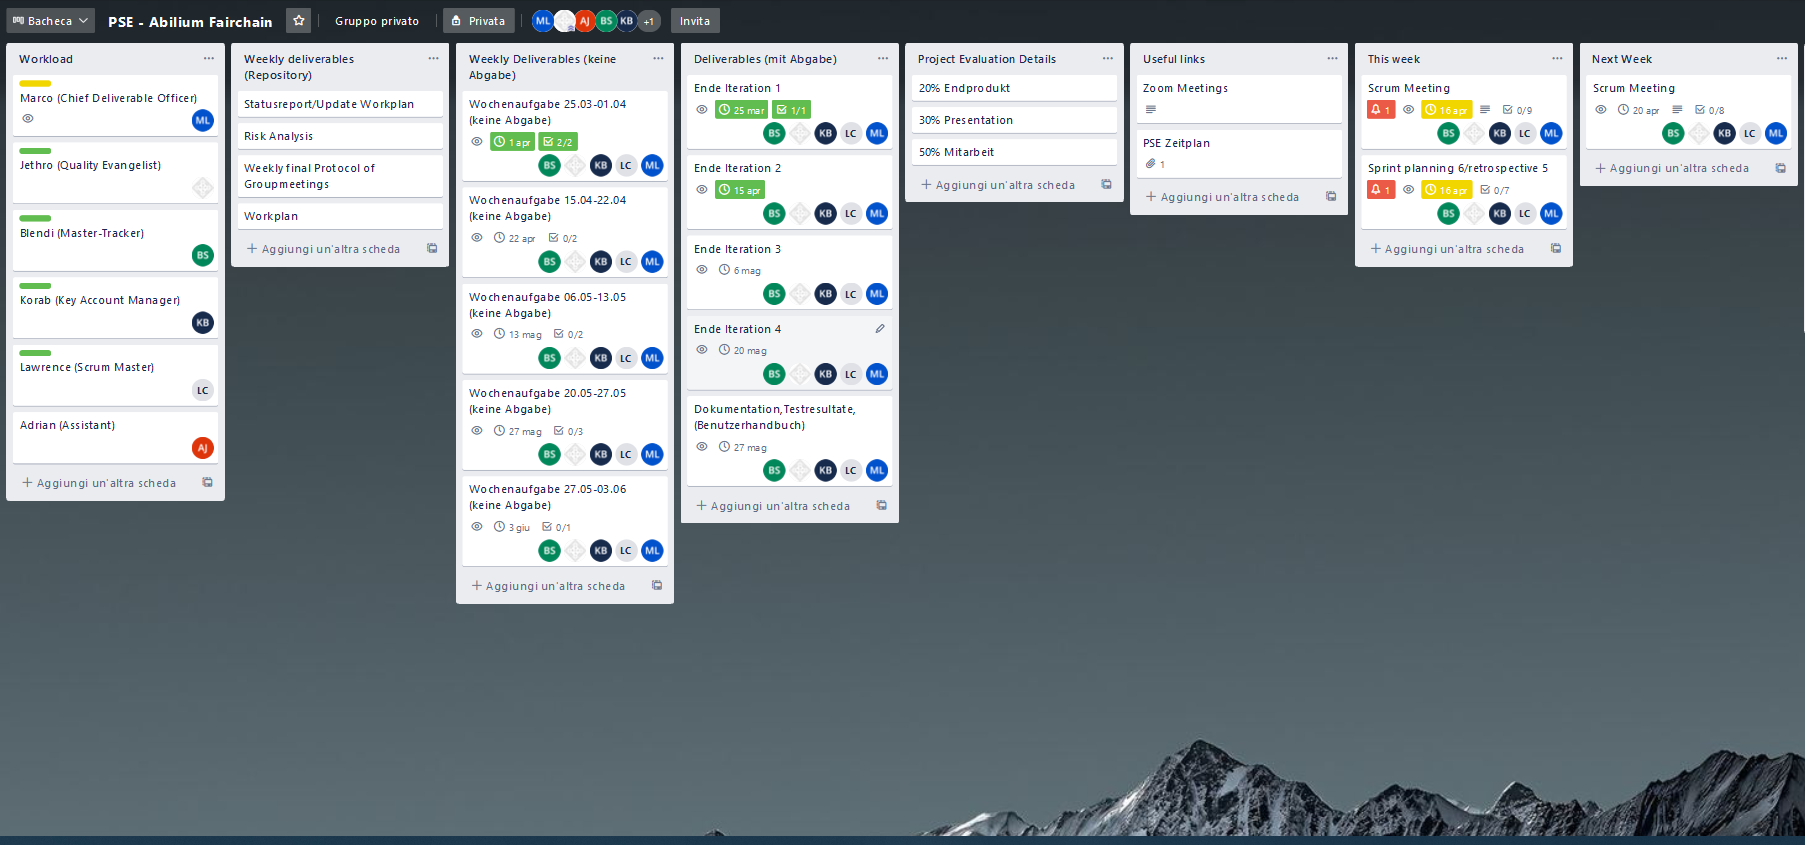 Bacheca
PSE - Abilium Fairchain
Gruppo privato
Privata
ML
AJ
BS
KB
+1
Invita
Workload
Marco (Chief Deliverable Officer)
ML
Jethro (Quality Evangelist)
Blendi (Master-Tracker)
BS
Korab (Key Account Manager)
KB
Lawrence (Scrum Master)
LC
Adrian (Assistant)
AJ
Aggiungi un'altra scheda
Weekly deliverables
(Repository)
Statusreport/Update Workplan
Risk Analysis
Weekly final Protocol of
Groupmeetings
Workplan
Aggiungi un'altra scheda
Weekly Deliverables (keine
Abgabe)
Wochenaufgabe 25.03-01.04
(keine Abgabe)
1 apr 2/2
BS KB LC ML
Wochenaufgabe 15.04-22.04
(keine Abgabe)
22 apr 0/2
BS KB LC ML
Wochenaufgabe 06.05-13.05
(keine Abgabe)
13 mag 0/2
BS KB LC ML
Wochenaufgabe 20.05-27.05
(keine Abgabe)
27 mag 0/3
BS KB LC ML
Wochenaufgabe 27.05-03.06
(keine Abgabe)
3 giu 0/1
BS KB LC ML
Aggiungi un'altra scheda
Deliverables (mit Abgabe)
Ende Iteration 1
25 mar 1/1
BS KB LC ML
Ende Iteration 2
15 apr
BS KB LC ML
Ende Iteration 3
6 mag
BS KB LC ML
Ende Iteration 4
20 mag
BS KB LC ML
Dokumentation,Testresultate,
(Benutzerhandbuch)
27 mag
BS KB LC ML
Aggiungi un'altra scheda
Project Evaluation Details
20% Endprodukt
30% Presentation
50% Mitarbeit
Aggiungi un'altra scheda
Useful links
Zoom Meetings
PSE Zeitplan
1
Aggiungi un'altra scheda
This week
Scrum Meeting
1 16 apr 0/9
BS KB LC ML
Sprint planning 6/retrospective 5
1 16 apr 0/7
BS KB LC ML
Aggiungi un'altra scheda
Next Week
Scrum Meeting
20 apr 0/8
BS KB LC ML
Aggiungi un'altra scheda